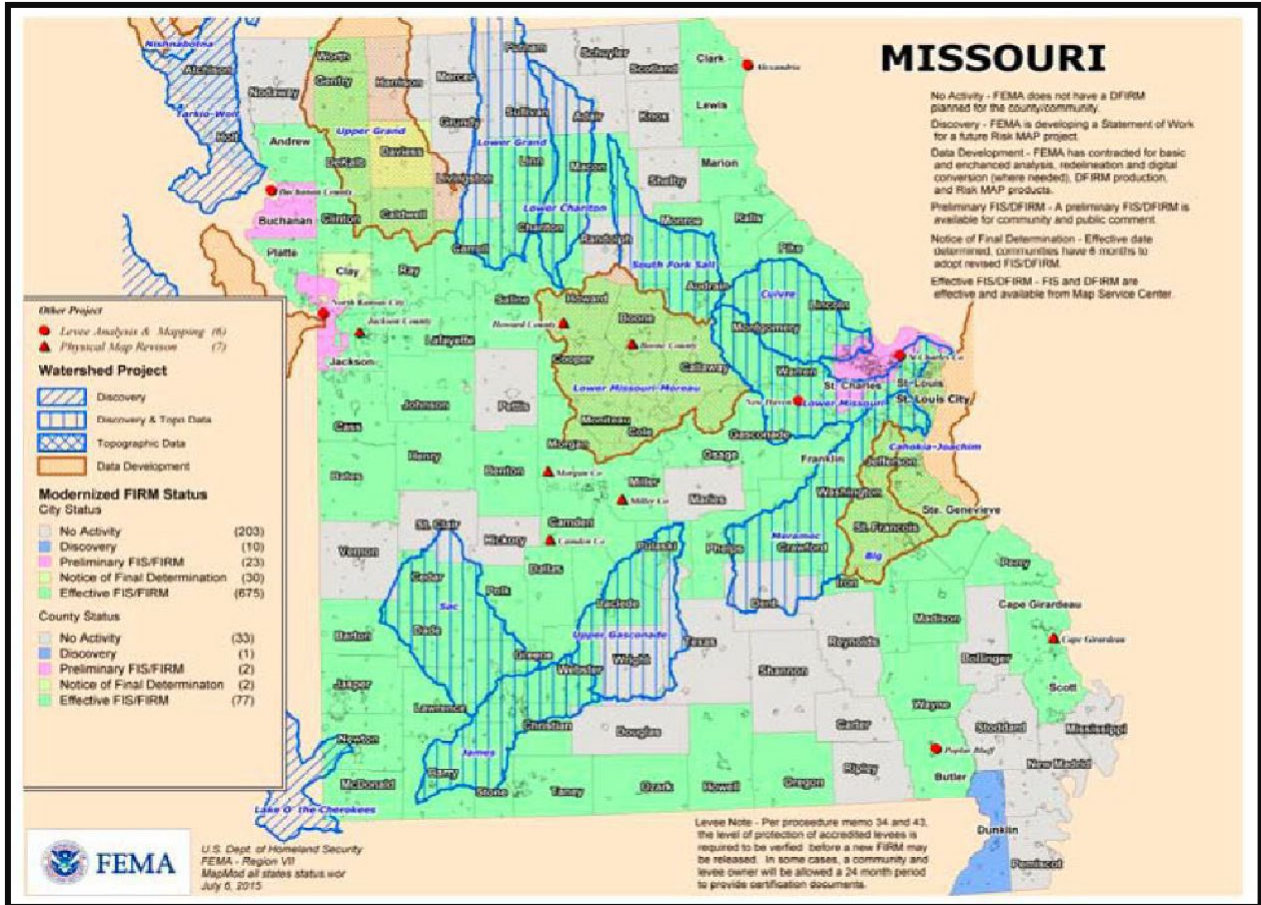 MISSOURI
No Activity - FEMA does not have a DFIRM
planned for the county/community.
Discovery - FEMA is developing a Statement of Work
for a future Risk MAP project.
Data Development - FEMA has contracted for basic
and enchanced analysis, redelineation and digital
conversion (where needed), DFIRM production,
and Risk MAP products.
Preliminary FIS/DFIRM - A preliminary FIS/DFIRM is
available for community and public comment.
Notice of Final Determination - Effective date
determined, communities have 6 months to
adopt revised FIS/DFIRM.
Effective FIS/DFIRM - FIS and DFIRM are
effective and available from Map Service Center.
Nishnabotna
Atchison
Nodaway
Worth
Gentry
Harrison
Mercer
Putnam
Schuyler
Scotland
Clark
Alexandria
Tarkio-Wolf
Holt
Andrew
Upper Grand
DeKalb
Daviess
Grundy
Sullivan
Adair
Knox
Lewis
Lower Grand
Linn
Macon
Shelby
Marion
Livingston
Buchanan County
Buchanan
Clinton
Caldwell
Carroll
Chariton
Lower Chariton
Randolph
Monroe
Ralls
Pike
Platte
Clay
Ray
Saline
Howard
South Fork Salt
Audrain
Cuivre
Lincoln
North Kansas City
Jackson County
Jackson
Lafayette
Howard County
Boone
Boone County
Cooper
Callaway
Montgomery
Warren
St. Charles Co
St. Charles
St. Louis
St. Louis City
Lower Missouri-Moreau
New Haven
Lower Missouri
Johnson
Pettis
Moniteau
Cole
Cass
Morgan
Osage
Gasconade
Franklin
Cahokia-Joachim
Jefferson
Henry
Benton
Morgan Co
Miller
Miller Co
Maries
Washington
Ste. Genevieve
Bates
St. Clair
Hickory
Camden
Camden Co
Pulaski
Phelps
Meramec
Crawford
St. Francois
Big
Perry
Vernon
Cedar
Polk
Dallas
Laclede
Dent
Iron
Cape Girardeau
Madison
Sac
Barton
Dade
Greene
Webster
Upper Gasconade
Wright
Texas
Reynolds
Bollinger
Cape Girardeau
Shannon
Jasper
Lawrence
Christian
Douglas
Carter
Wayne
Scott
Stoddard
Mississippi
Newton
James
Ripley
Poplar Bluff
New Madrid
McDonald
Barry
Stone
Taney
Ozark
Howell
Oregon
Butler
Lake O' the Cherokees
Dunklin
Pemiscot
Other Project
Levee Analysis & Mapping (6)
Physical Map Revision (7)
Watershed Project
Discovery
Discovery & Topo Data
Topographic Data
Data Development
Modernized FIRM Status
City Status
No Activity (203)
Discovery (10)
Preliminary FIS/FIRM (23)
Notice of Final Determination (30)
Effective FIS/FIRM (675)
County Status
No Activity (33)
Discovery (1)
Preliminary FIS/FIRM (2)
Notice of Final Determinaton (2)
Effective FIS/FIRM (77)
FEMA
U.S. Dept. of Homeland Security
FEMA - Region VII
MapMod all states status.wor
July 6, 2015
Levee Note - Per proceedure memo 34 and 43,
the level of protection of accredited levees is
required to be verfied before a new FIRM may
be released. In some cases, a community and
levee owner will be allowed a 24 month period
to provide certification documents.